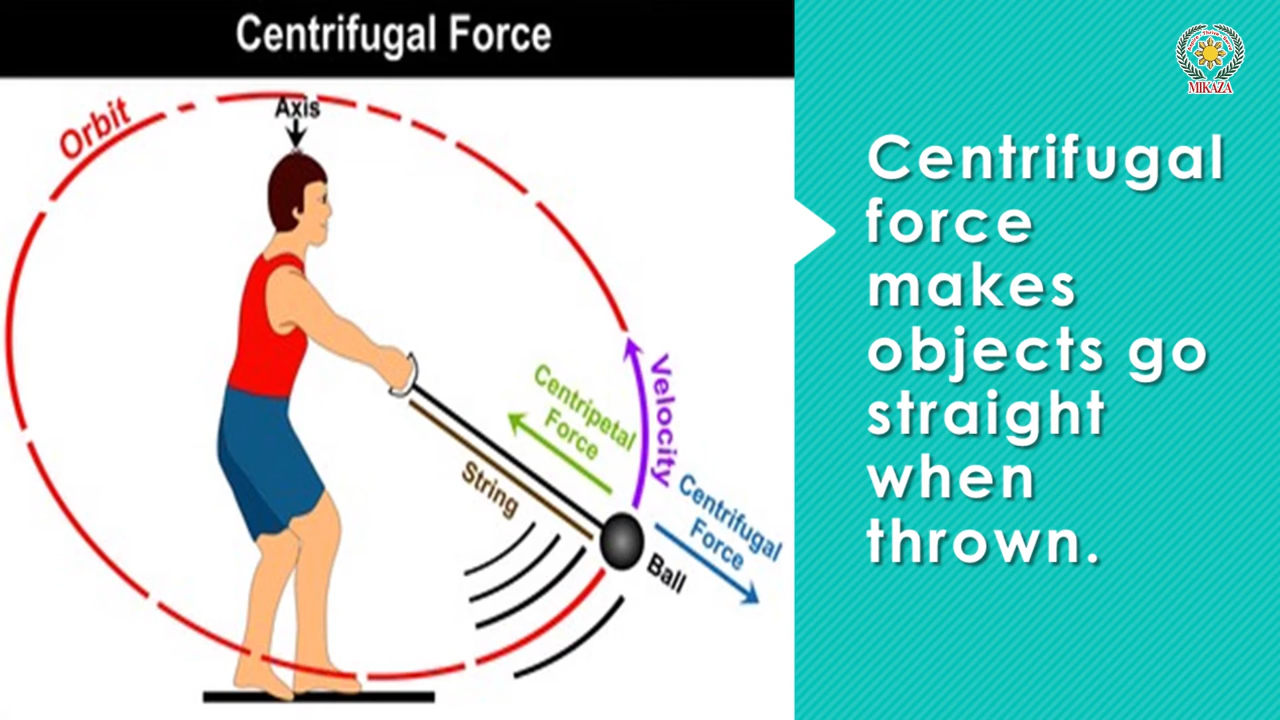 Centrifugal Force
Orbit
Axis
Centripetal
Force
Velocity
String
Centrifugal
Force
Ball
MIKAZA
Centrifugal
force
makes
objects go
straight
when
thrown.